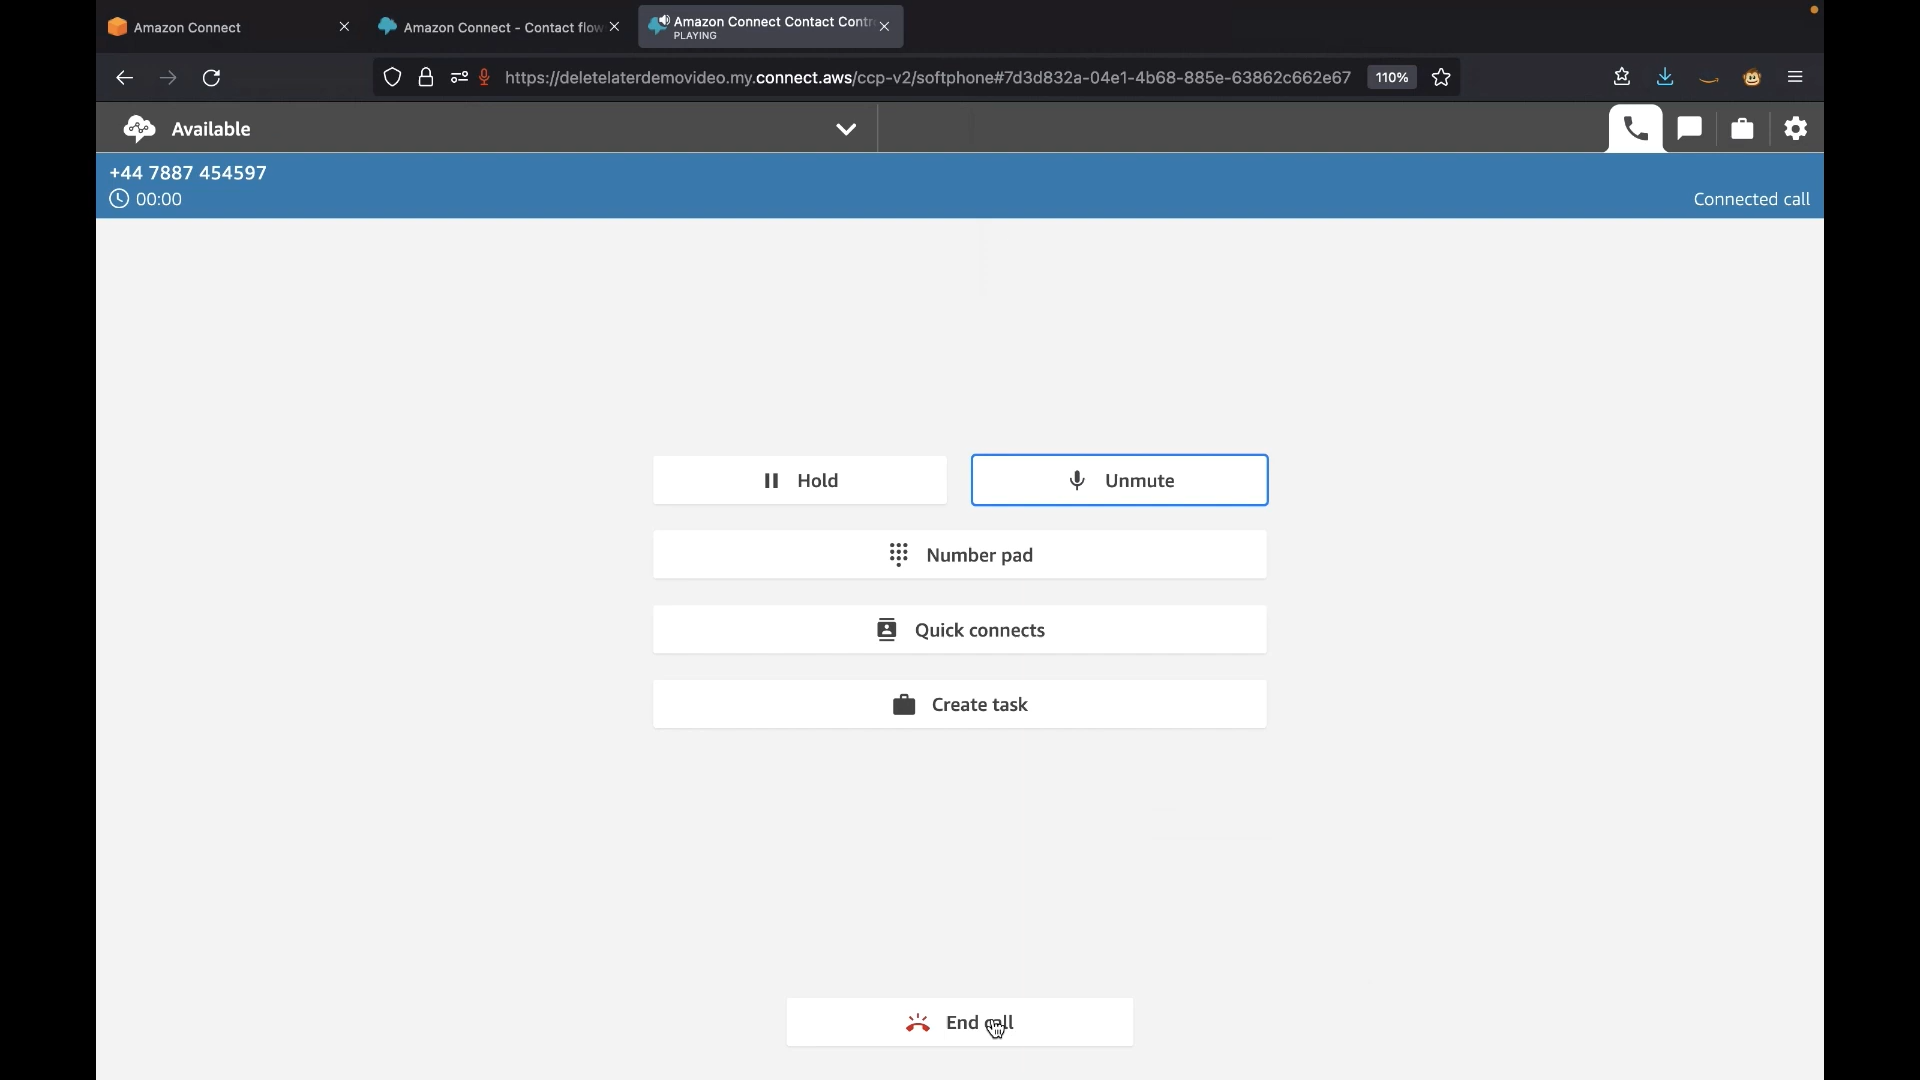 Amazon Connect
Amazon Connect - Contact flow
Amazon Connect Contact Contr
PLAYING
https://deletelaterdemovideo.my.connect.aws/ccp-v2/softphone#7d3d832a-04e1-4b68-885e-63862c662e67
110%
Available
+44 7887 454597
00:00
Connected call
Hold
Unmute
Number pad
Quick connects
Create task
End call